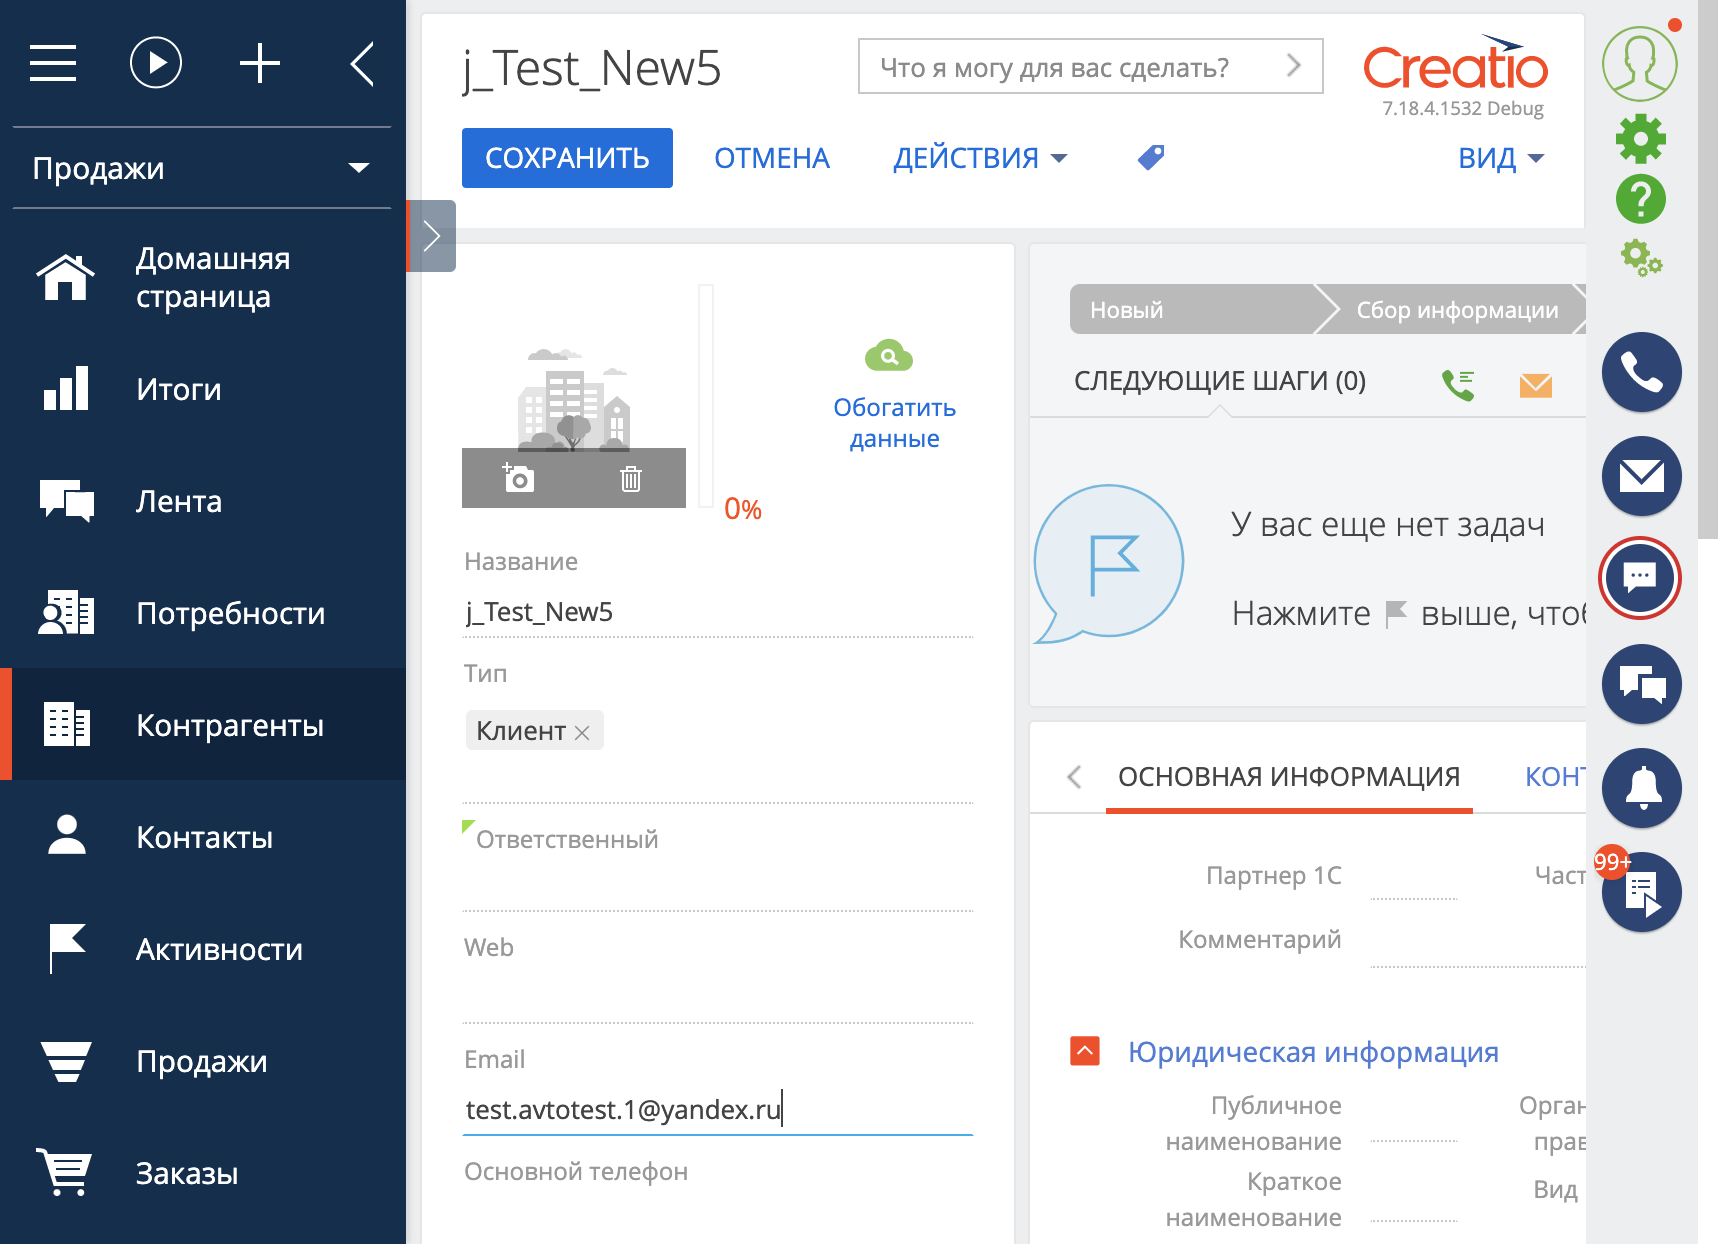 Продажи
Домашняя
страница
Итоги
Лента
Потребности
Контрагенты
Контакты
Активности
Продажи
Заказы
j_Test_New5
Что я могу для вас сделать?
Creatio
7.18.4.1532 Debug
СОХРАНИТЬ
ОТМЕНА
ДЕЙСТВИЯ
ВИД
0%
Обогатить
данные
Название
j_Test_New5
Тип
Клиент
Ответственный
Web
Email
test.avtotest.1@yandex.ru
Основной телефон
Новый
Сбор информации
СЛЕДУЮЩИЕ ШАГИ (0)
У вас еще нет задач
Нажмите выше, чтоб
ОСНОВНАЯ ИНФОРМАЦИЯ
КОНТ
Партнер 1С
Част
Комментарий
Юридическая информация
Публичное
наименование
Орган
прав
Краткое
наименование
Вид
99+